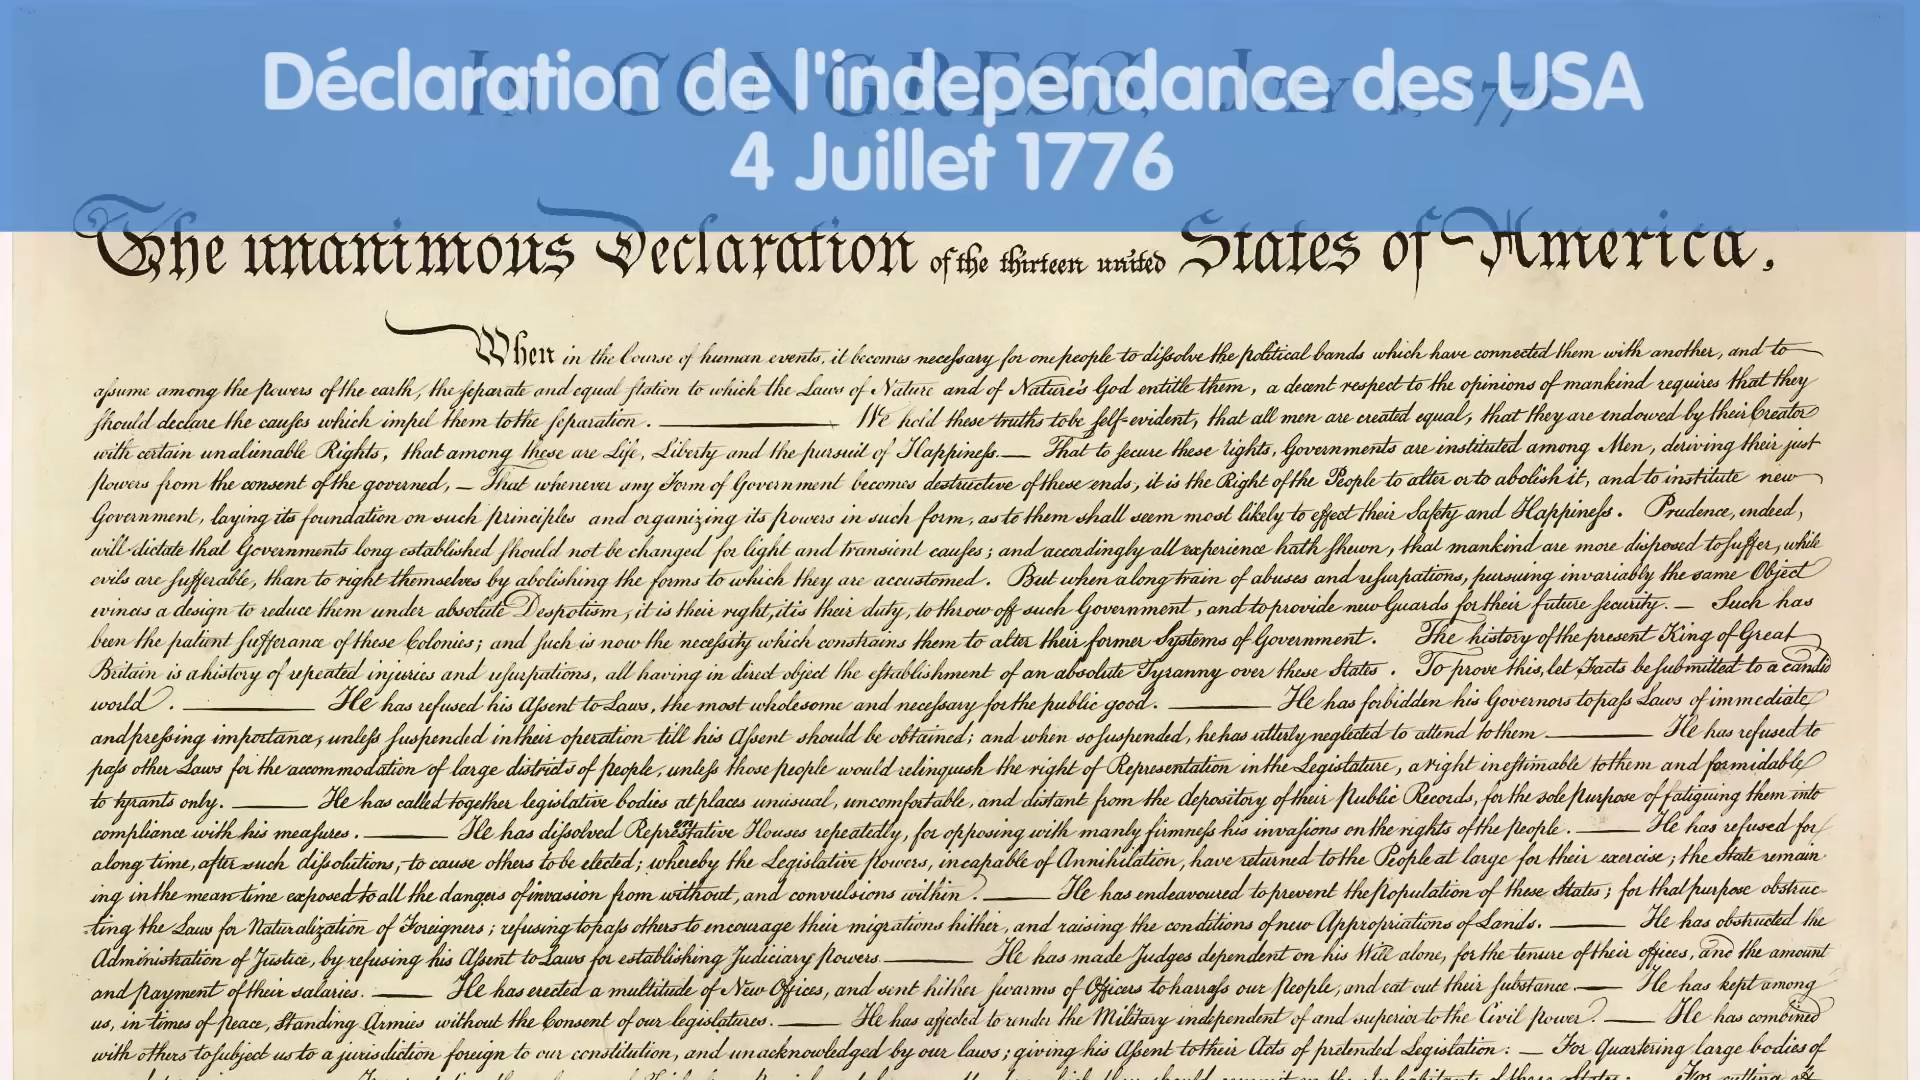 Déclaration de l'independance des USA
4 Juillet 1776
IN CONGRESS, JULY 4, 1776
The unanimous Declaration of the thirteen united States of America,
When in the Course of human events, it becomes necessary for one people to dissolve the political bands which have connected them with another, and to
assume among the powers of the earth, the separate and equal station to which the Laws of Nature and of Nature's God entitle them, a decent respect to the opinions of mankind requires that they
should declare the causes which impel them to the separation. ——— We hold these truths to be self-evident, that all men are created equal, that they are endowed by their Creator
with certain unalienable Rights, that among these are Life, Liberty and the pursuit of Happiness. — That to secure these rights, Governments are instituted among Men, deriving their just
powers from the consent of the governed, — That whenever any Form of Government becomes destructive of these ends, it is the Right of the People to alter or to abolish it, and to institute new
Government, laying its foundation on such principles and organizing its powers in such form, as to them shall seem most likely to effect their Safety and Happiness. Prudence, indeed,
will dictate that Governments long established should not be changed for light and transient causes; and accordingly all experience hath shewn, that mankind are more disposed to suffer, while
evils are sufferable, than to right themselves by abolishing the forms to which they are accustomed. But when a long train of abuses and usurpations, pursuing invariably the same Object
evinces a design to reduce them under absolute Despotism, it is their right, it is their duty, to throw off such Government, and to provide new Guards for their future security. — Such has
been the patient sufferance of these Colonies; and such is now the necessity which constrains them to alter their former Systems of Government. The history of the present King of Great
Britain is a history of repeated injuries and usurpations, all having in direct object the establishment of an absolute Tyranny over these States. To prove this, let Facts be submitted to a candid
world. ——— He has refused his Assent to Laws, the most wholesome and necessary for the public good. ——— He has forbidden his Governors to pass Laws of immediate
and pressing importance, unless suspended in their operation till his Assent should be obtained; and when so suspended, he has utterly neglected to attend to them ——— He has refused to
pass other Laws for the accommodation of large districts of people, unless those people would relinquish the right of Representation in the Legislature, a right inestimable to them and formidable
to tyrants only. ——— He has called together legislative bodies at places unusual, uncomfortable, and distant from the depository of their Public Records, for the sole purpose of fatiguing them into
compliance with his measures. ——— He has dissolved Representative Houses repeatedly, for opposing with manly firmness his invasions on the rights of the people. ——— He has refused for
a long time, after such dissolutions, to cause others to be elected; whereby the Legislative powers, incapable of Annihilation, have returned to the People at large for their exercise; the State remain
ing in the mean time exposed to all the dangers of invasion from without, and convulsions within. ——— He has endeavoured to prevent the population of these States; for that purpose obstruc-
ting the Laws for Naturalization of Foreigners; refusing to pass others to encourage their migrations hither, and raising the conditions of new Appropriations of Lands. ——— He has obstructed the
Administration of Justice, by refusing his Assent to Laws for establishing Judiciary powers. ——— He has made Judges dependent on his Will alone, for the tenure of their offices, and the amount
and payment of their salaries. ——— He has erected a multitude of New Offices, and sent hither swarms of Officers to harrass our people, and eat out their substance. — He has kept among
us, in times of peace, Standing Armies without the Consent of our legislatures. ——— He has affected to render the Military independent of and superior to the Civil power. — He has combined
with others to subject us to a jurisdiction foreign to our constitution, and unacknowledged by our laws; giving his Assent to their Acts of pretended Legislation: — For Quartering large bodies of